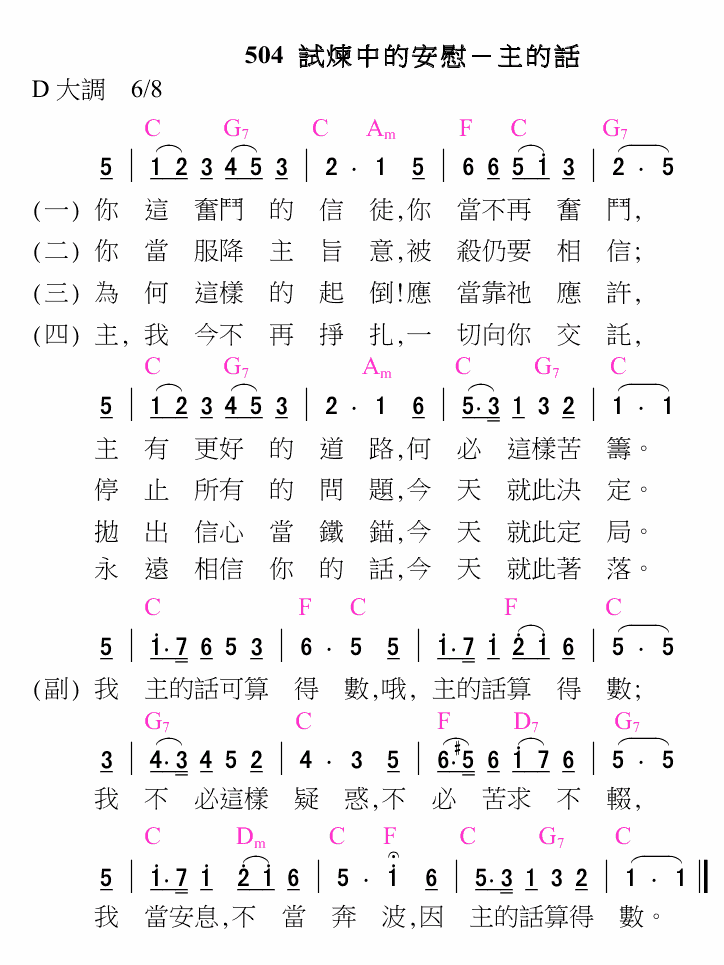 504 試煉中的安慰－主的話
D 大調 6/8
C G7 C Am F C G7
5 | 1 2 3 4 5 3 | 2 · 1 5 | 6 6 5 i 3 | 2 · 5
(一) 你 這 奮鬥 的 信 徒,你 當不再 奮 鬥,
(二) 你 當 服降 主 旨 意,被 殺仍要 相 信;
(三) 為 何 這樣 的 起 倒!應 當靠祂 應 許,
(四) 主, 我 今不 再 掙 扎,一 切向你 交 託,
C G7 Am C G7 C
5 | 1 2 3 4 5 3 | 2 · 1 6 | 5· 3 1 3 2 | 1 · 1
主 有 更好 的 道 路,何 必 這樣苦 籌。
停 止 所有 的 問 題,今 天 就此決 定。
拋 出 信心 當 鐵 錨,今 天 就此定 局。
永 遠 相信 你 的 話,今 天 就此著 落。
C F C F C
5 | i· 7 6 5 3 | 6 · 5 5 | i· 7 i 2̇ i 6 | 5 · 5
(副) 我 主的話可算 得 數,哦, 主的話算 得 數;
G7 C F D7 G7
3 | 4· 3 4 5 2 | 4 · 3 5 | 6· #5 6 i 7 6 | 5 · 5
我 不 必這樣 疑 惑,不 必 苦求 不 輟,
C Dm C F C G7 C
5 | i· 7 i 2̇ i 6 | 5 · i 6 | 5· 3 1 3 2 | 1 · 1 ‖
我 當安息,不 當 奔 波,因 主的話算得 數。